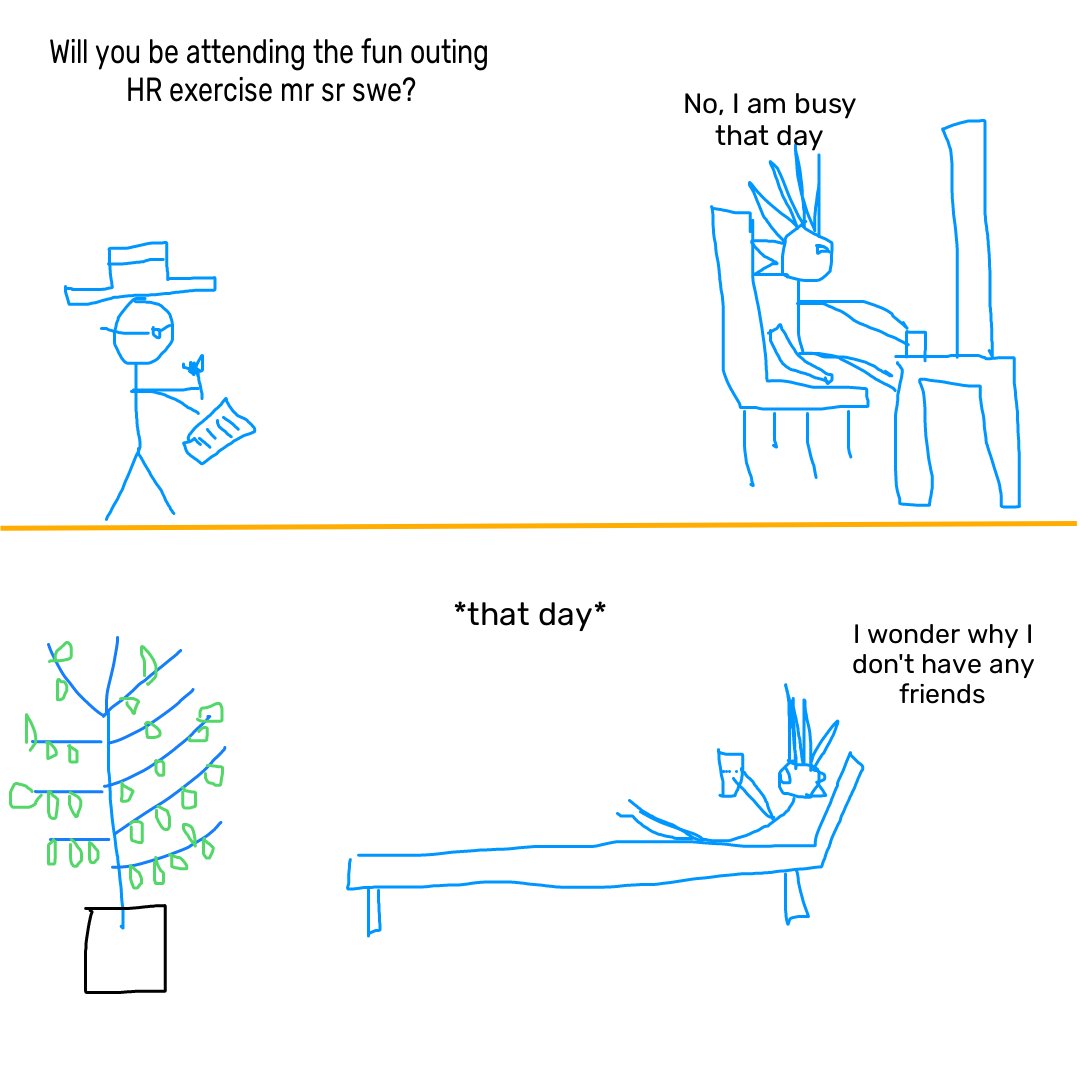 Will you be attending the fun outing
HR exercise mr sr swe?
No, I am busy
that day
*that day*
I wonder why I
don't have any
friends